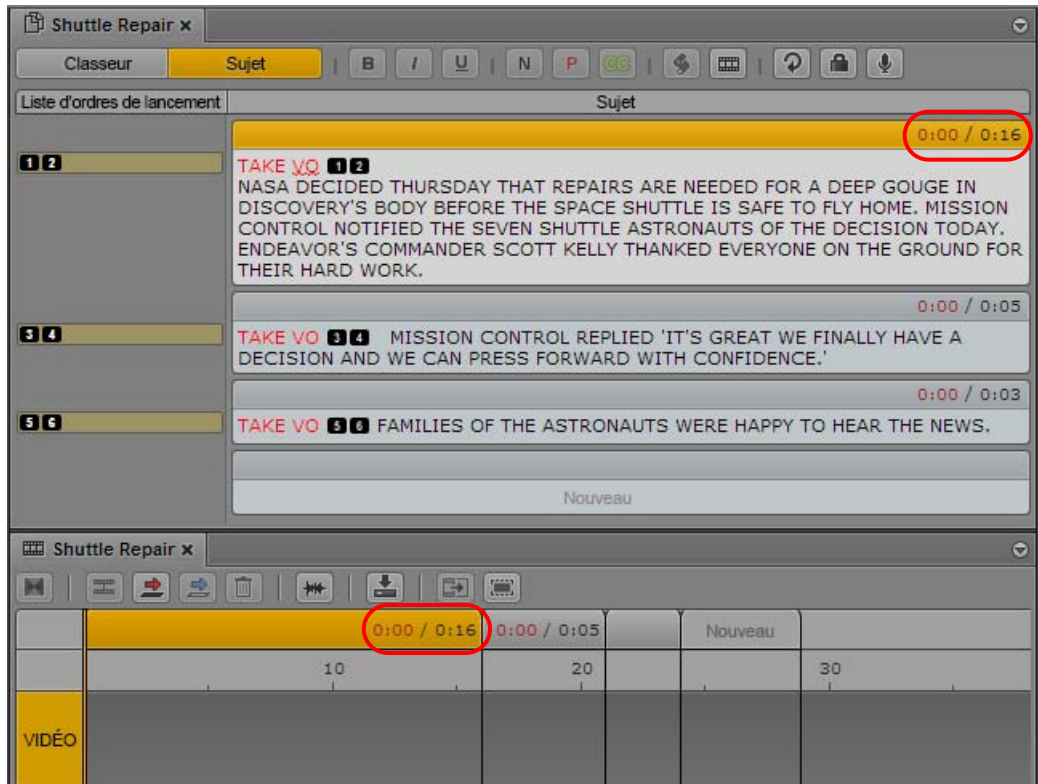 Shuttle Repair x
Classeur Sujet B I U N P CC
Liste d'ordres de lancement Sujet
0:00 / 0:16
1 2 TAKE VO 1 2
NASA DECIDED THURSDAY THAT REPAIRS ARE NEEDED FOR A DEEP GOUGE IN
DISCOVERY'S BODY BEFORE THE SPACE SHUTTLE IS SAFE TO FLY HOME. MISSION
CONTROL NOTIFIED THE SEVEN SHUTTLE ASTRONAUTS OF THE DECISION TODAY.
ENDEAVOR'S COMMANDER SCOTT KELLY THANKED EVERYONE ON THE GROUND FOR
THEIR HARD WORK.
0:00 / 0:05
3 4 TAKE VO 3 4 MISSION CONTROL REPLIED 'IT'S GREAT WE FINALLY HAVE A
DECISION AND WE CAN PRESS FORWARD WITH CONFIDENCE.'
0:00 / 0:03
5 6 TAKE VO 5 6 FAMILIES OF THE ASTRONAUTS WERE HAPPY TO HEAR THE NEWS.
Nouveau
Shuttle Repair x
0:00 / 0:16 0:00 / 0:05 Nouveau
10 20 30
VIDÉO